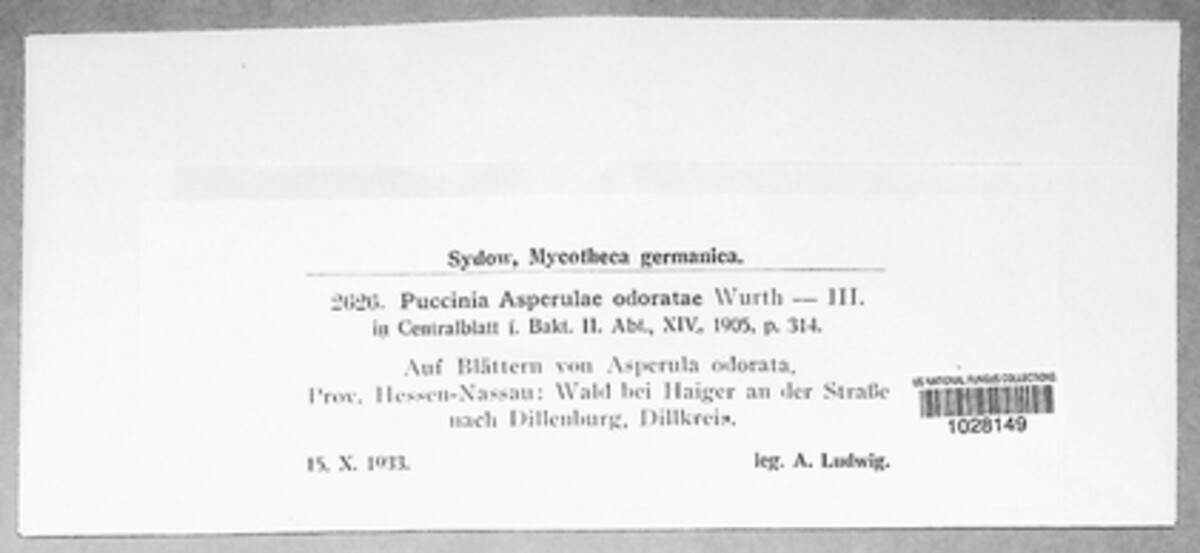 Sydow, Mycotheca germanica.
2626. Puccinia Asperulae odoratae Wurth — III.
in Centralblatt f. Bakt. II. Abt., XIV., 1905, p. 314.
Auf Blättern von Asperula odorata.
Prov. Hessen-Nassau: Wald bei Haiger an der Straße
nach Dillenburg, Dillkreis.
15. X. 1933.
leg. A. Ludwig.
US NATIONAL FUNGUS COLLECTIONS
1028149